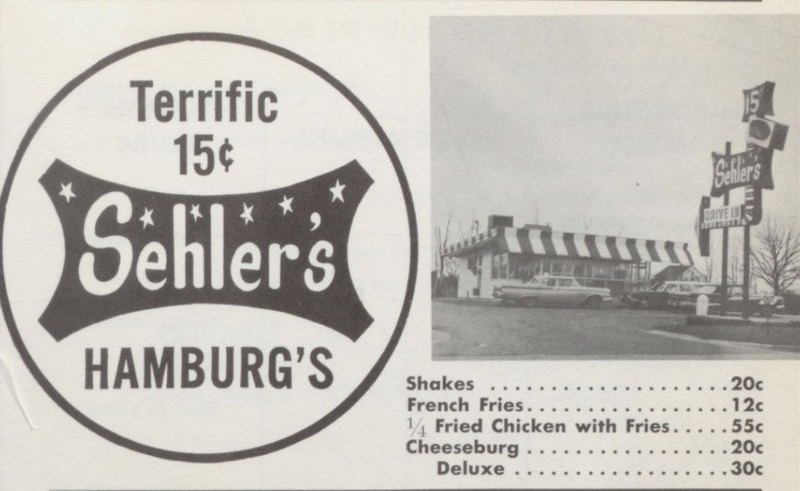 Terrific
15¢
Sehler's
HAMBURG'S
15¢
Sehler's
DRIVE IN
Shakes ...................20c
French Fries..................12c
¼ Fried Chicken with Fries.....55c
Cheeseburg ..................20c
Deluxe ...................30c